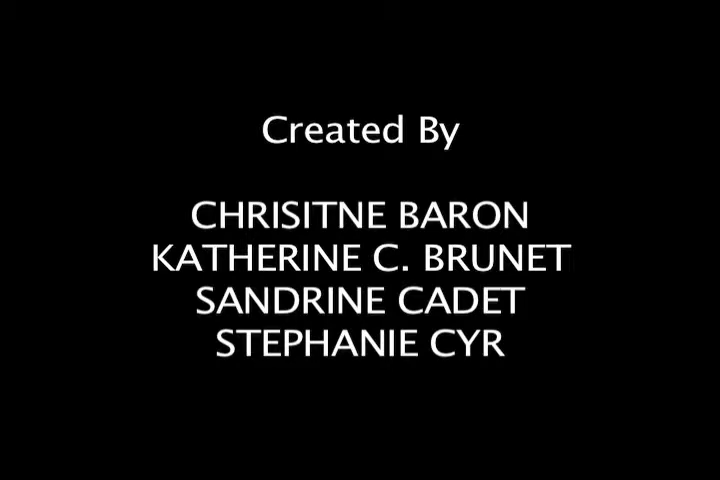 Created By
CHRISITNE BARON
KATHERINE C. BRUNET
SANDRINE CADET
STEPHANIE CYR